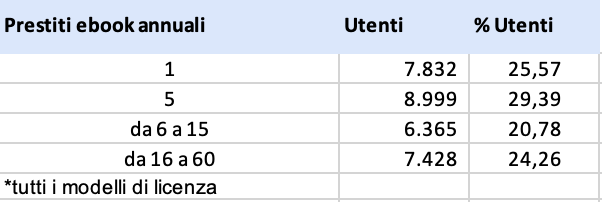 Prestiti ebook annuali Utenti % Utenti
1 7.832 25,57
5 8.999 29,39
da 6 a 15 6.365 20,78
da 16 a 60 7.428 24,26
*tutti i modelli di licenza